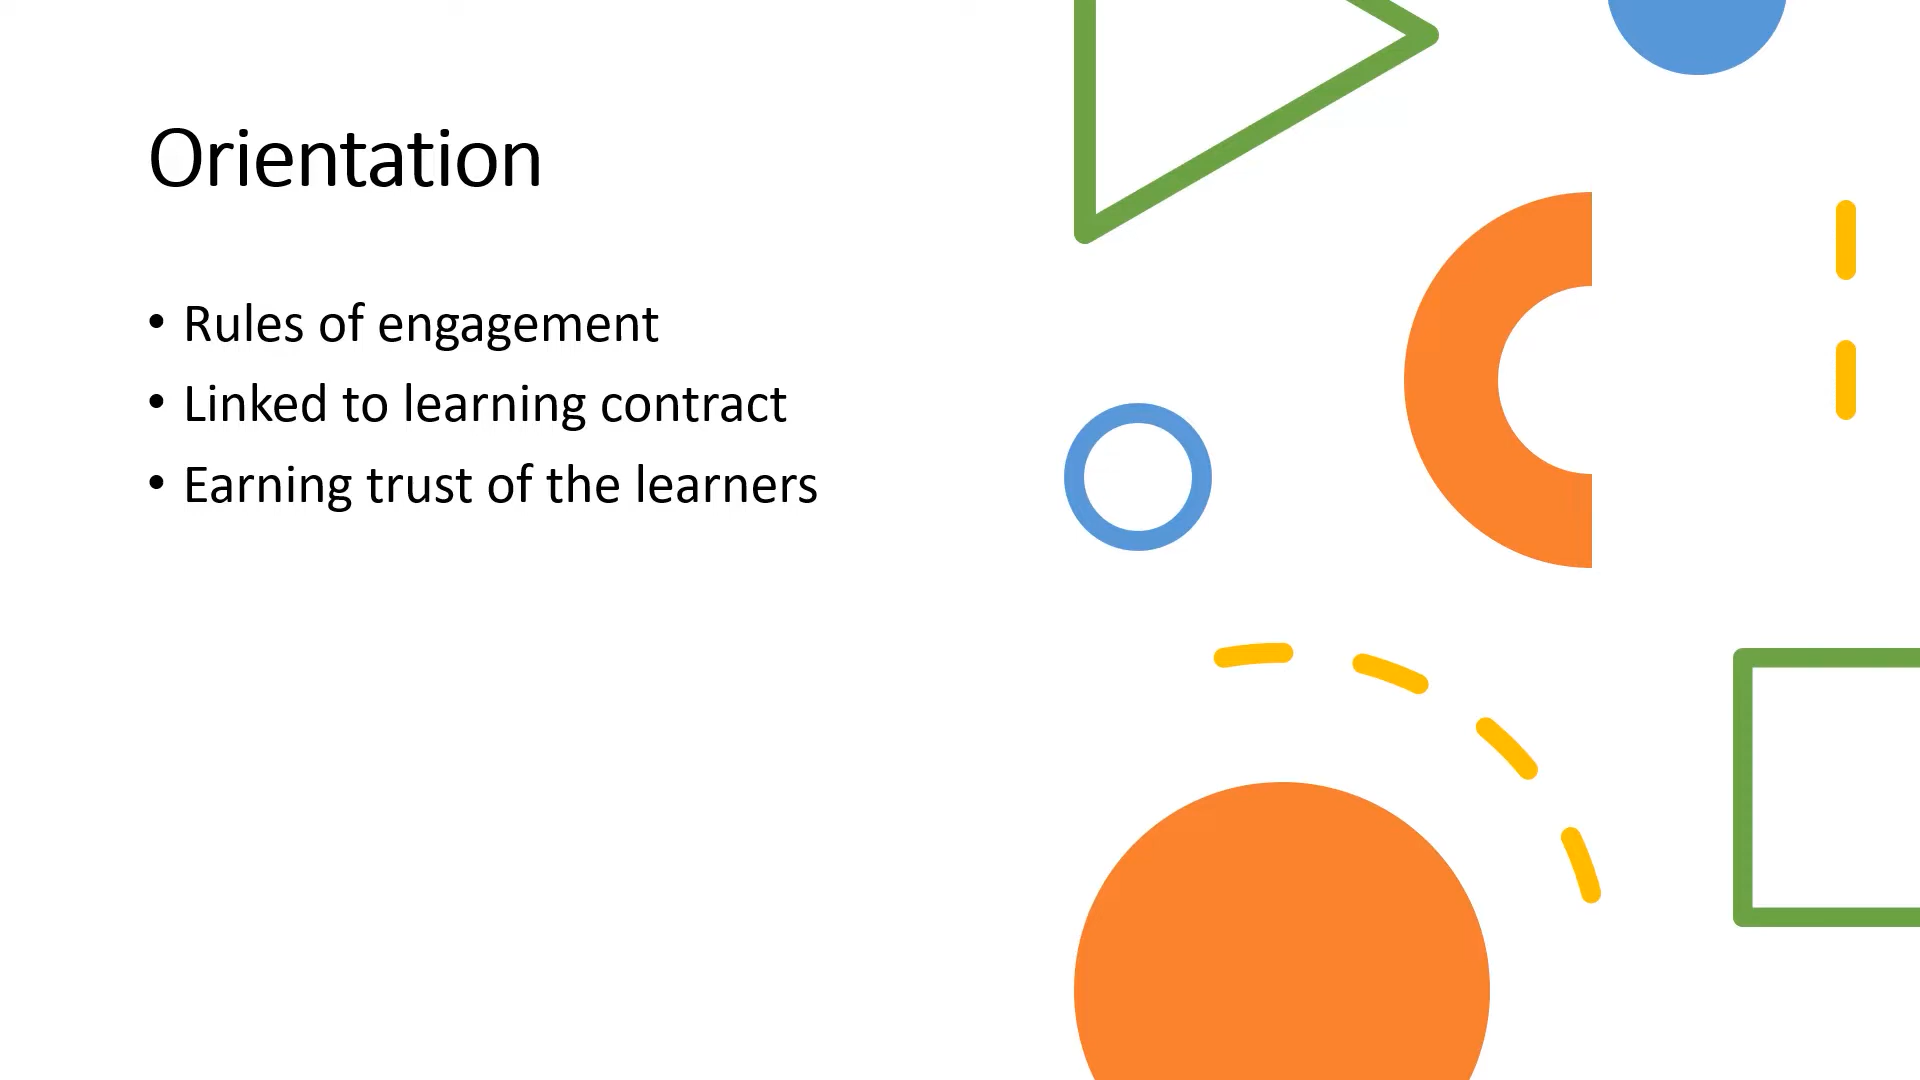 Orientation
• Rules of engagement
• Linked to learning contract
• Earning trust of the learners